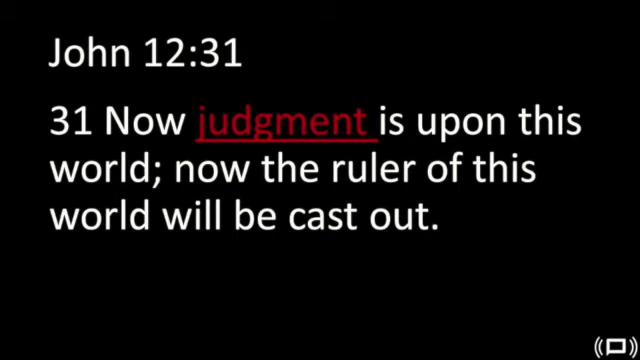 John 12:31
31 Now judgment is upon this
world; now the ruler of this
world will be cast out.